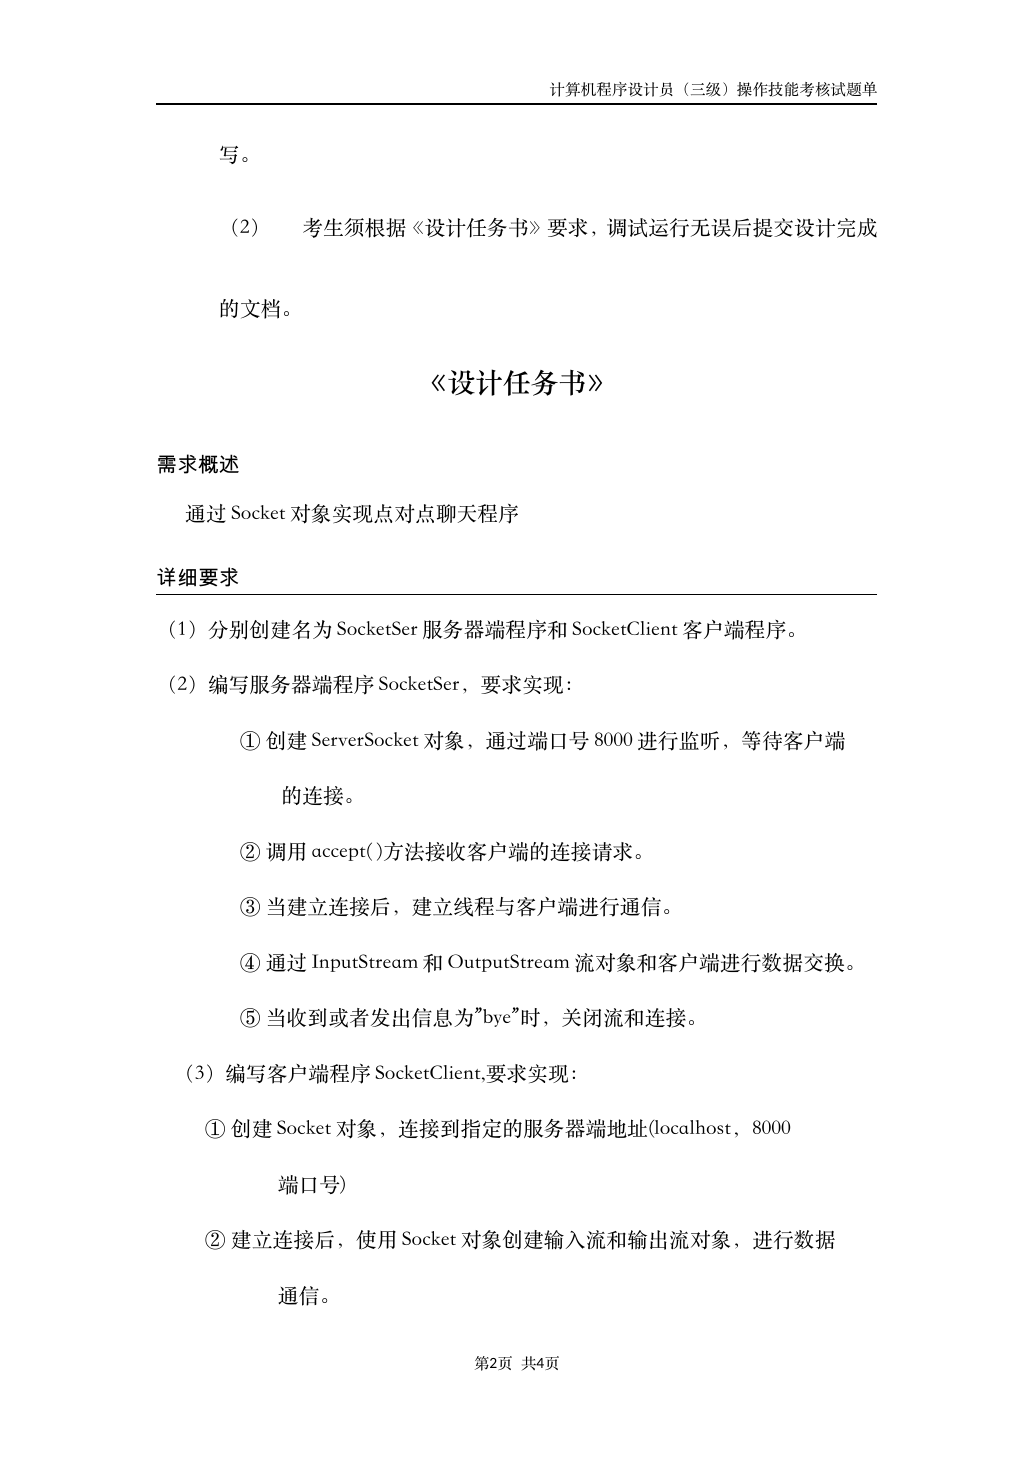 计算机程序设计员（三级）操作技能考核试题单
写。
（2） 考生须根据《设计任务书》要求，调试运行无误后提交设计完成
的文档。
《设计任务书》
需求概述
通过 Socket 对象实现点对点聊天程序
详细要求
（1）分别创建名为 SocketSer 服务器端程序和 SocketClient 客户端程序。
（2）编写服务器端程序 SocketSer，要求实现：
① 创建 ServerSocket 对象，通过端口号 8000 进行监听，等待客户端
的连接。
② 调用 accept( )方法接收客户端的连接请求。
③ 当建立连接后，建立线程与客户端进行通信。
④ 通过 InputStream 和 OutputStream 流对象和客户端进行数据交换。
⑤ 当收到或者发出信息为”bye”时，关闭流和连接。
（3）编写客户端程序 SocketClient,要求实现：
① 创建 Socket 对象，连接到指定的服务器端地址(localhost，8000
端口号)
② 建立连接后，使用 Socket 对象创建输入流和输出流对象，进行数据
通信。
第2页 共4页